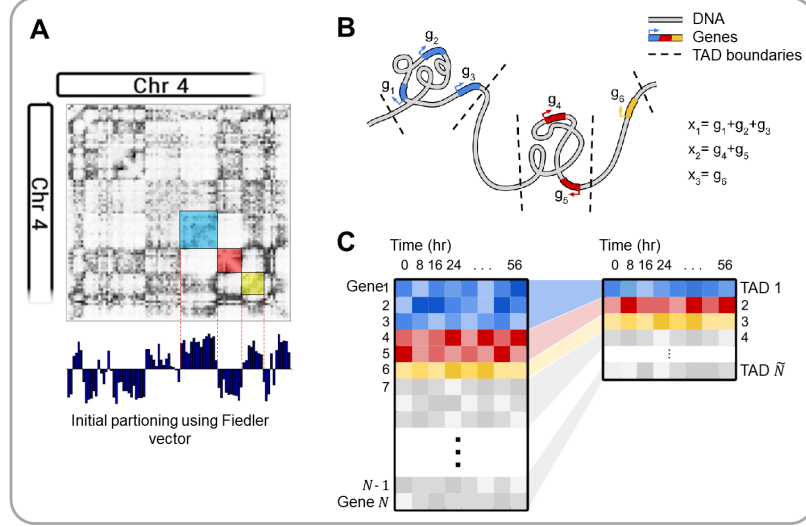 A
Chr 4
Chr 4
Initial partioning using Fiedler
vector
B
DNA
Genes
TAD boundaries
g₁
g₂
g₃
g₄
g₅
g₆
x₁= g₁+g₂+g₃
x₂= g₄+g₅
x₃= g₆
C
Time (hr)
0 8 16 24 . . . 56
Gene1
2
3
4
5
6
7
N - 1
Gene N
Time (hr)
0 8 16 24 . . . 56
TAD 1
2
3
4
TAD Ñ